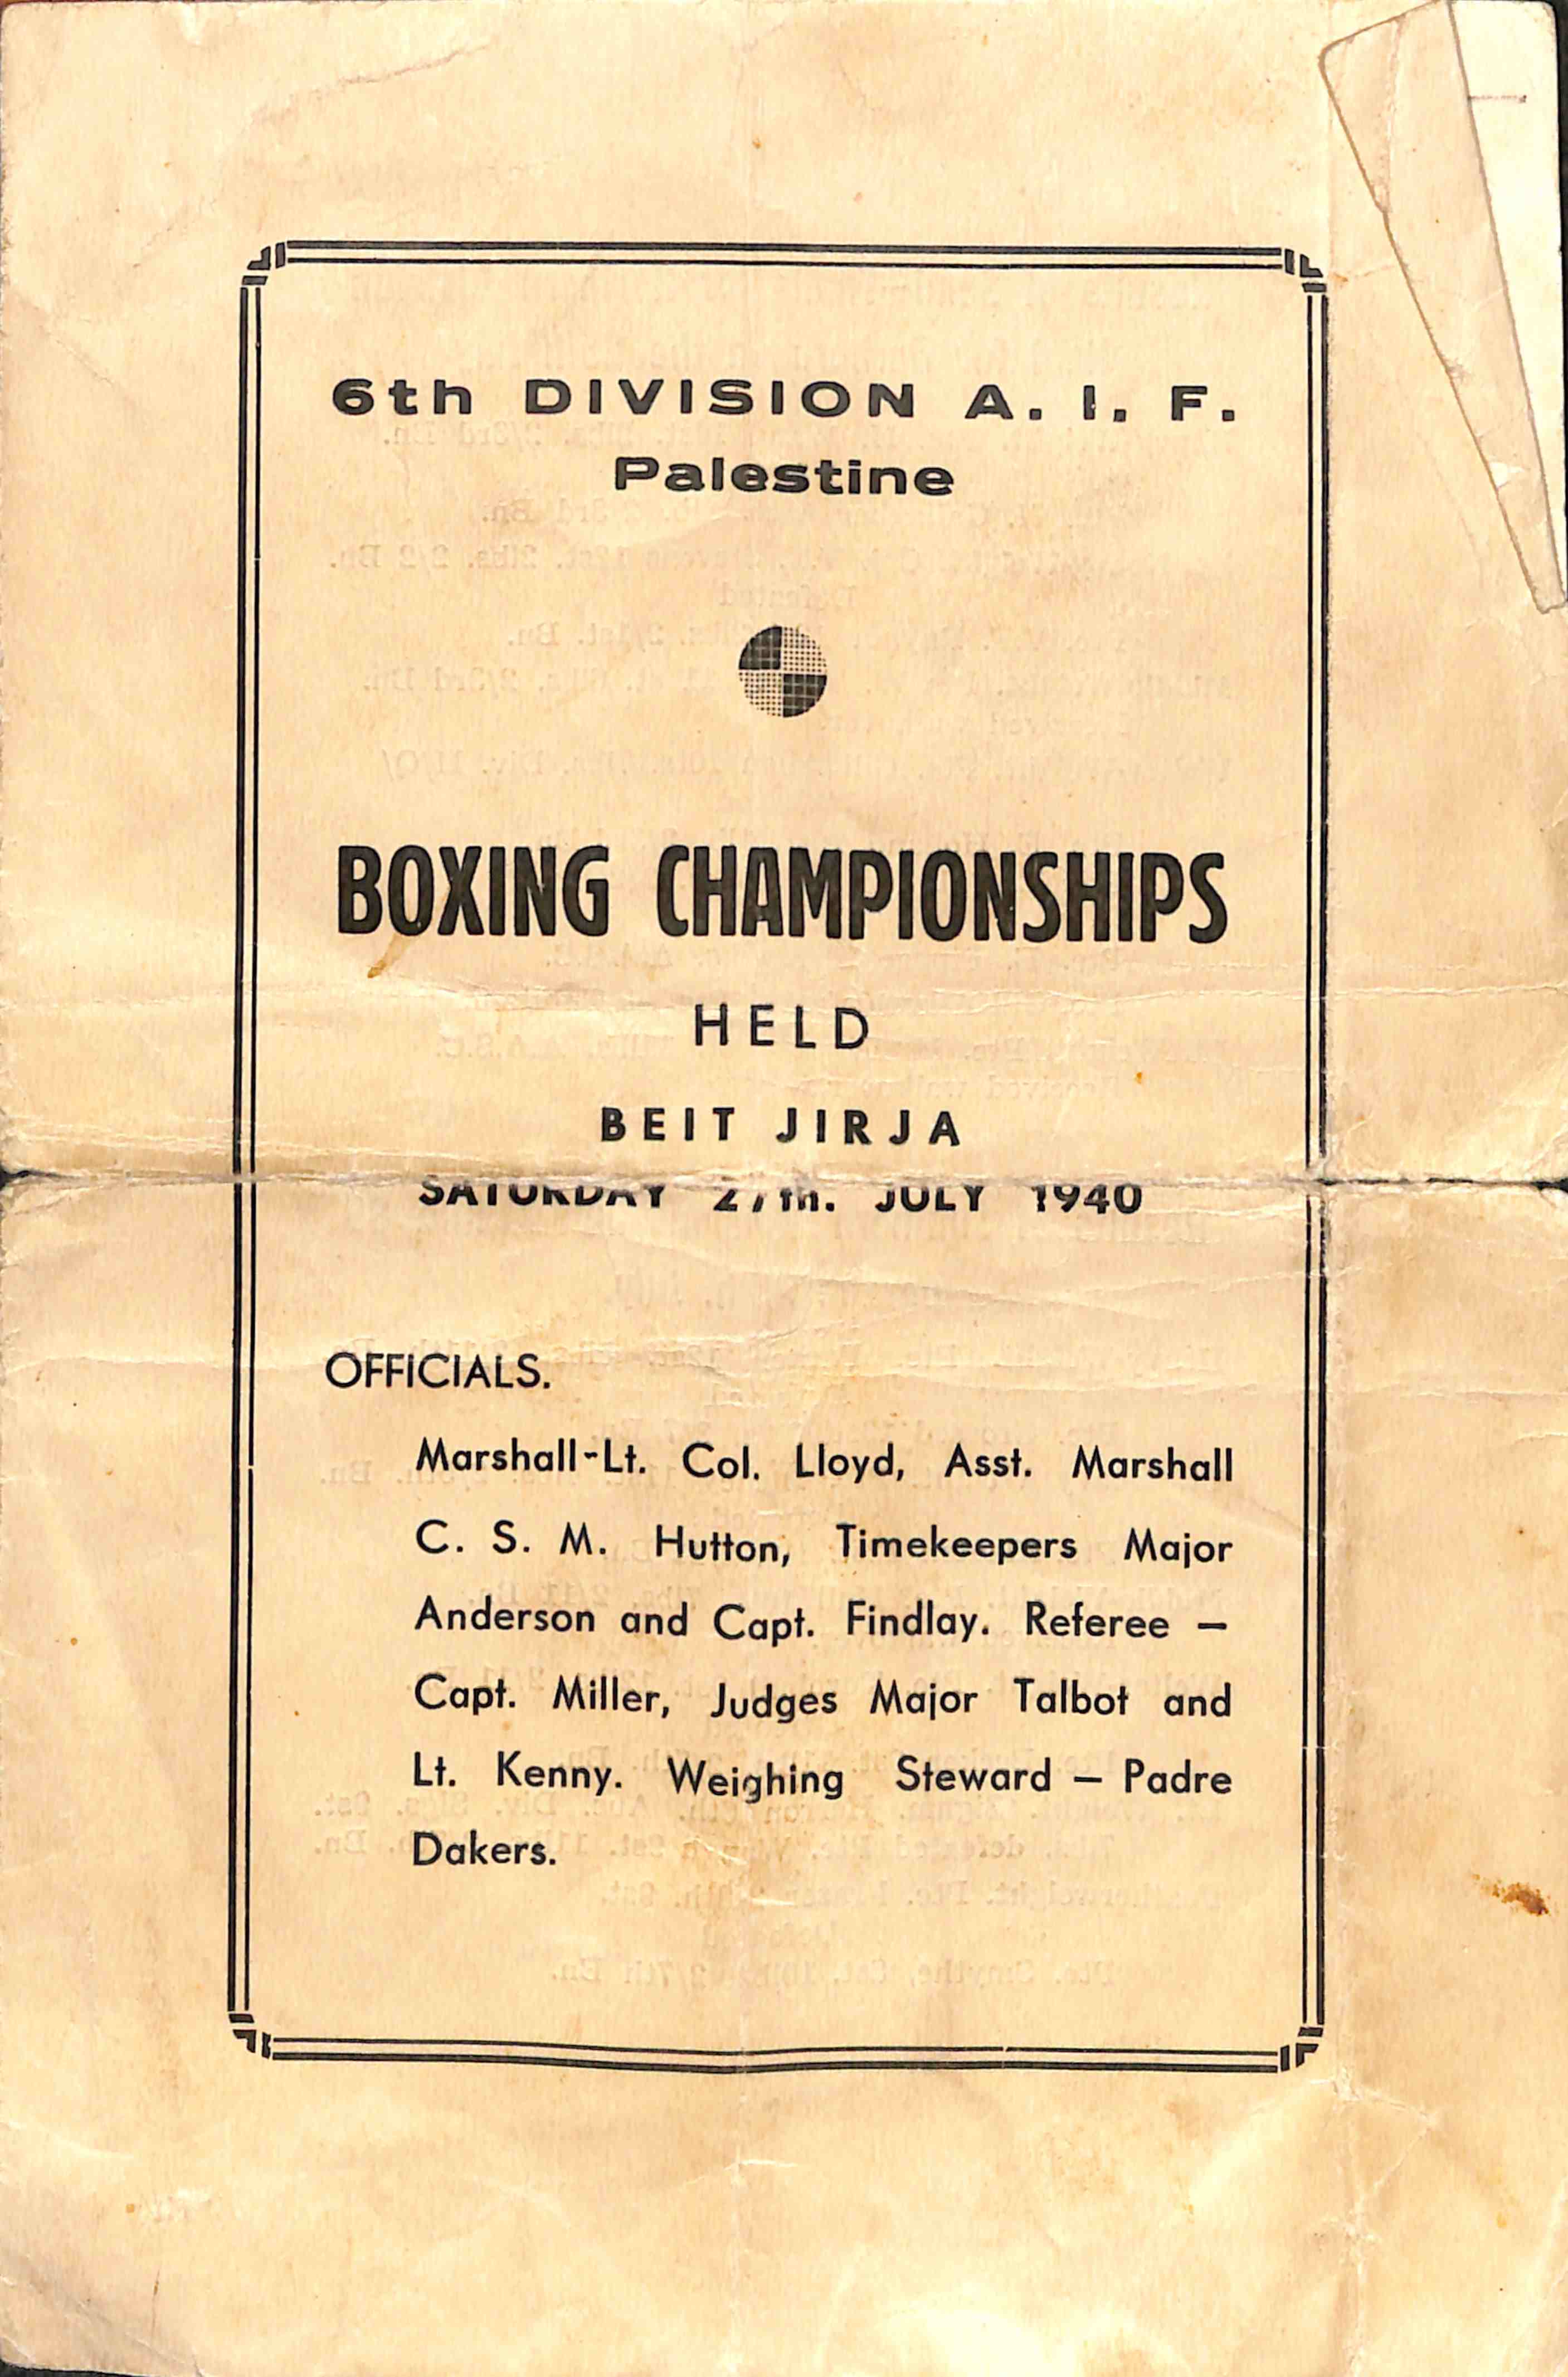 6th DIVISION A. I. F.
Palestine
BOXING CHAMPIONSHIPS
HELD
BEIT JIRJA
SATURDAY 27th. JULY 1940
OFFICIALS.
Marshall-Lt. Col. Lloyd, Asst. Marshall
C. S. M. Hutton, Timekeepers Major
Anderson and Capt. Findlay. Referee —
Capt. Miller, Judges Major Talbot and
Lt. Kenny. Weighing Steward — Padre
Dakers.